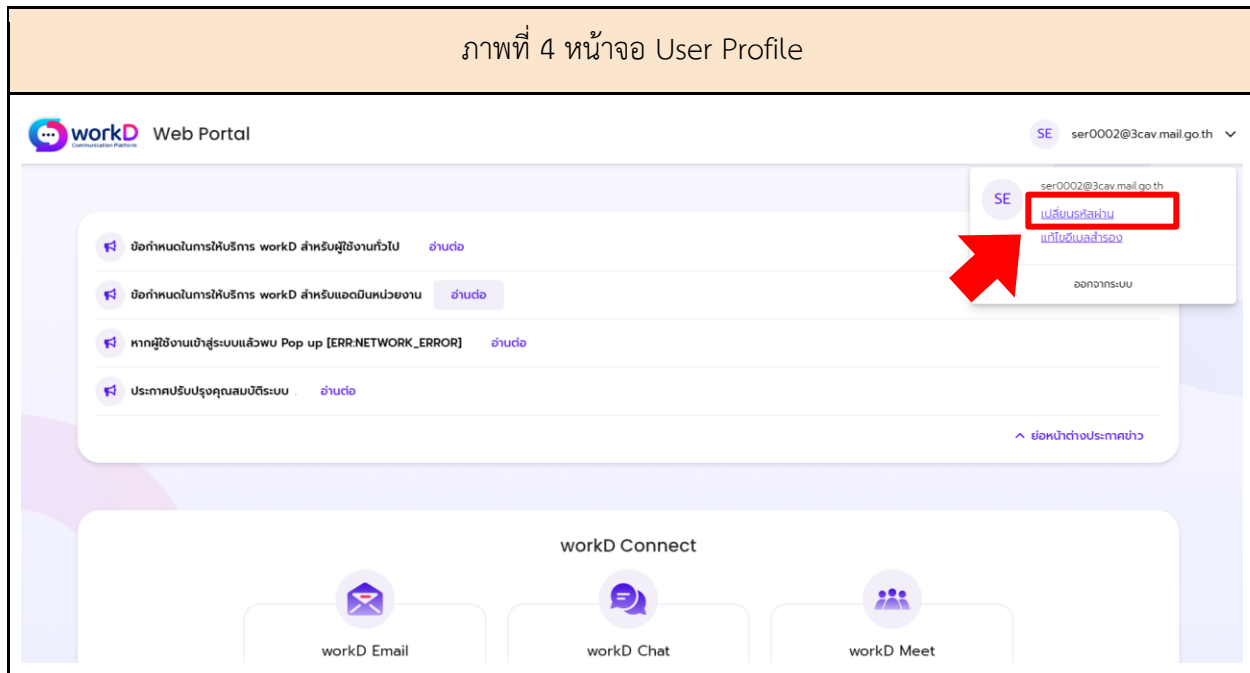 ภาพที่ 4 หน้าจอ User Profile
workD Web Portal
Communication Platform
SE ser0002@3cav.mail.go.th
SE ser0002@3cav.mail.go.th
เปลี่ยนรหัสผ่าน
แก้ไขอีเมลสำรอง
ออกจากระบบ
ข้อกำหนดในการให้บริการ workD สำหรับผู้ใช้งานทั่วไป อ่านต่อ
ข้อกำหนดในการให้บริการ workD สำหรับแอดมินหน่วยงาน อ่านต่อ
หากผู้ใช้งานเข้าสู่ระบบแล้วพบ Pop up [ERR:NETWORK_ERROR] อ่านต่อ
ประกาศปรับปรุงคุณสมบัติระบบ . อ่านต่อ
ย่อหน้าต่างประกาศข่าว
workD Connect
workD Email workD Chat workD Meet